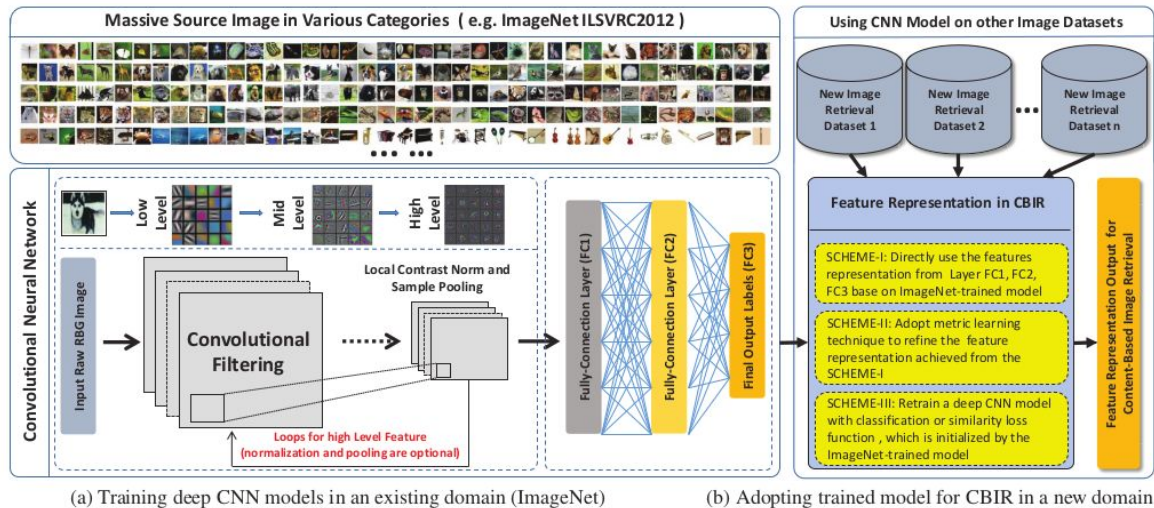 Massive Source Image in Various Categories ( e.g. ImageNet ILSVRC2012 )
Convolutional Neural Network
Low
Level
Mid
Level
High
Level
Input Raw RBG Image
Convolutional
Filtering
Local Contrast Norm and
Sample Pooling
Loops for high Level Feature
(normalization and pooling are optional)
Fully-Connection Layer (FC1)
Fully-Connection Layer (FC2)
Final Output Labels (FC3)
(a) Training deep CNN models in an existing domain (ImageNet)
Using CNN Model on other Image Datasets
New Image
Retrieval
Dataset 1
New Image
Retrieval
Dataset 2
New Image
Retrieval
Dataset n
Feature Representation in CBIR
SCHEME-I: Directly use the features
representation from Layer FC1, FC2,
FC3 base on ImageNet-trained model
SCHEME-II: Adopt metric learning
technique to refine the feature
representation achieved from the
SCHEME-I
SCHEME-III: Retrain a deep CNN model
with classification or similarity loss
function , which is initialized by the
ImageNet-trained model
Feature Representation Output for
Content-Based Image Retrieval
(b) Adopting trained model for CBIR in a new domain